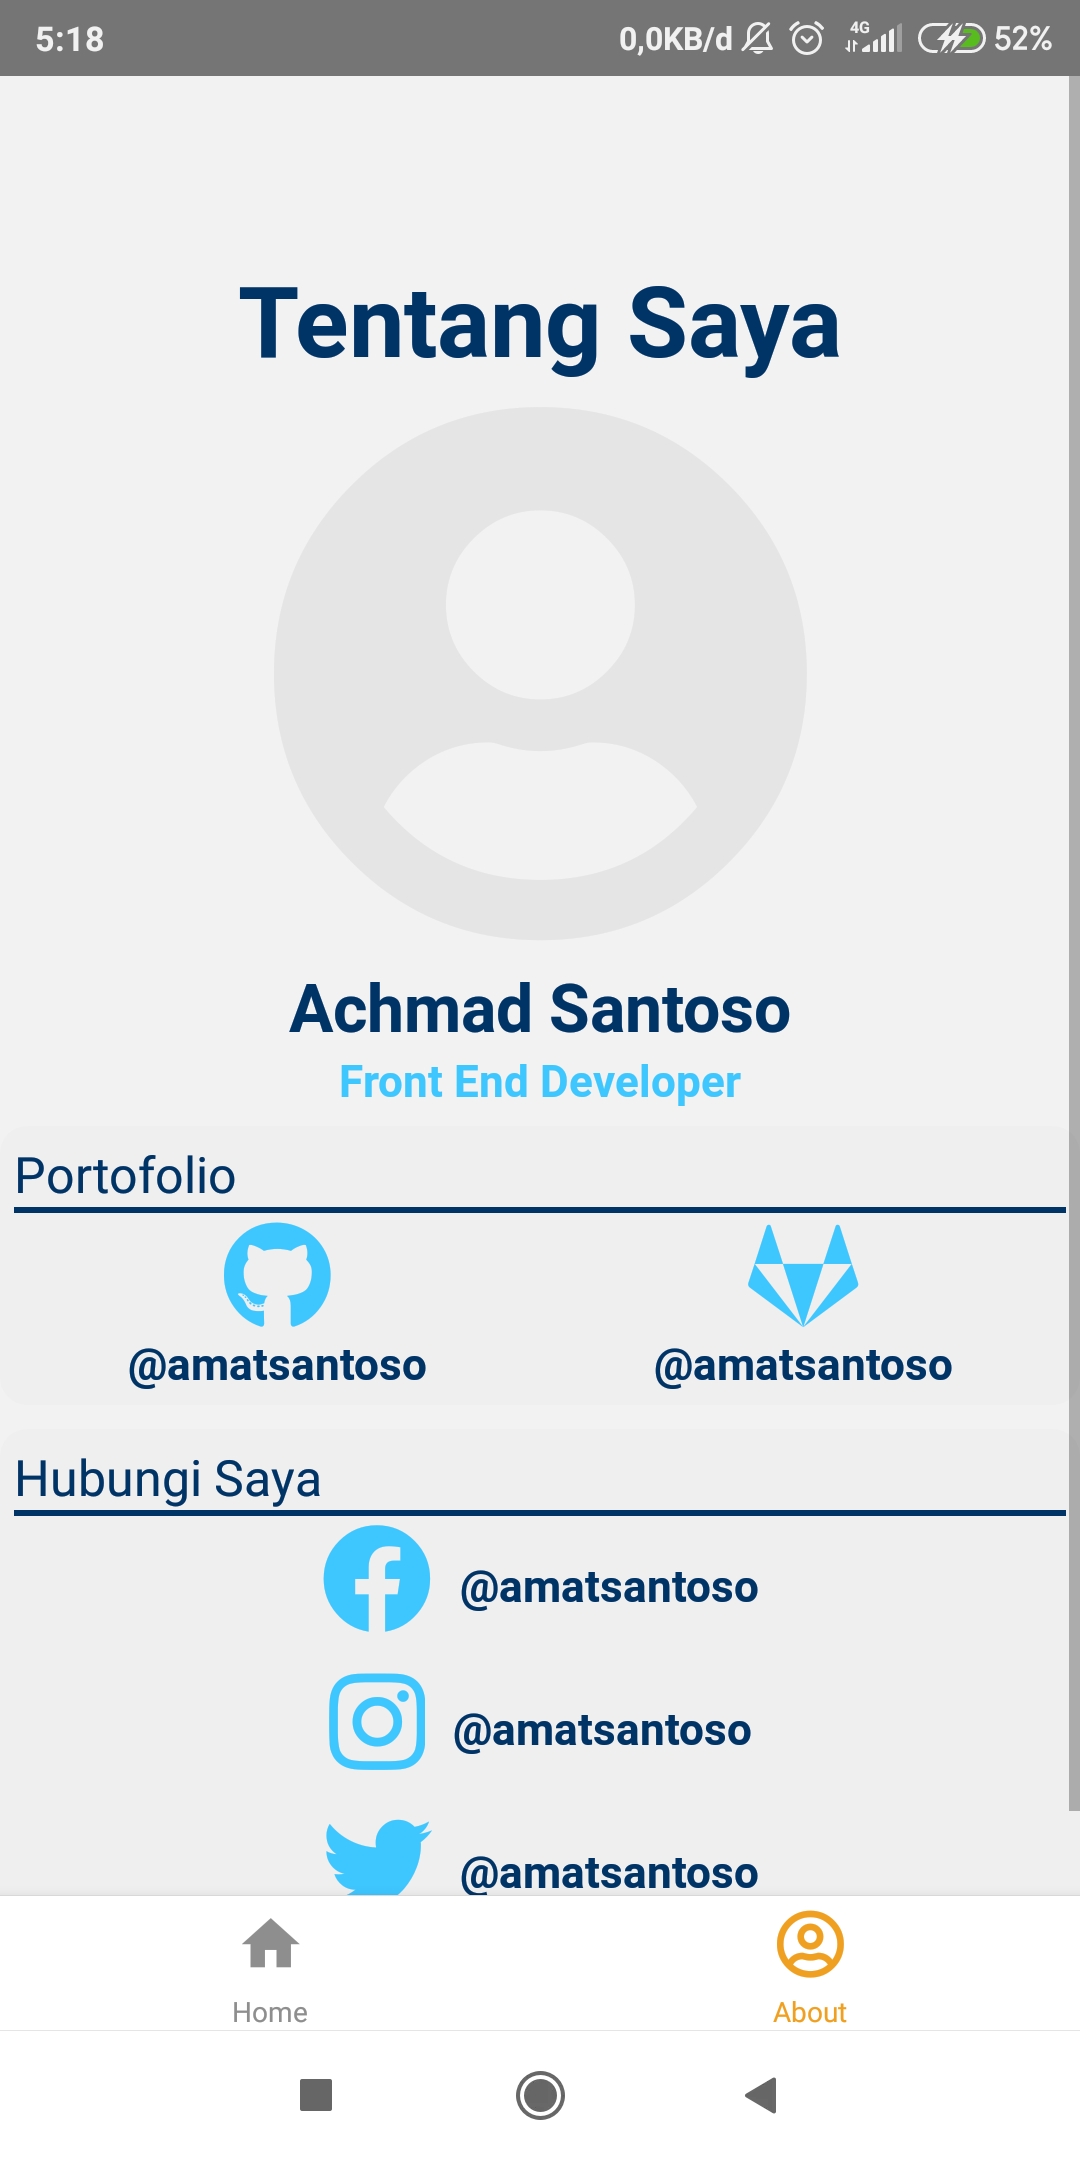 5:18 0,0KB/d 4G 52%
Tentang Saya
Achmad Santoso
Front End Developer
Portofolio
@amatsantoso @amatsantoso
Hubungi Saya
@amatsantoso
@amatsantoso
@amatsantoso
Home About